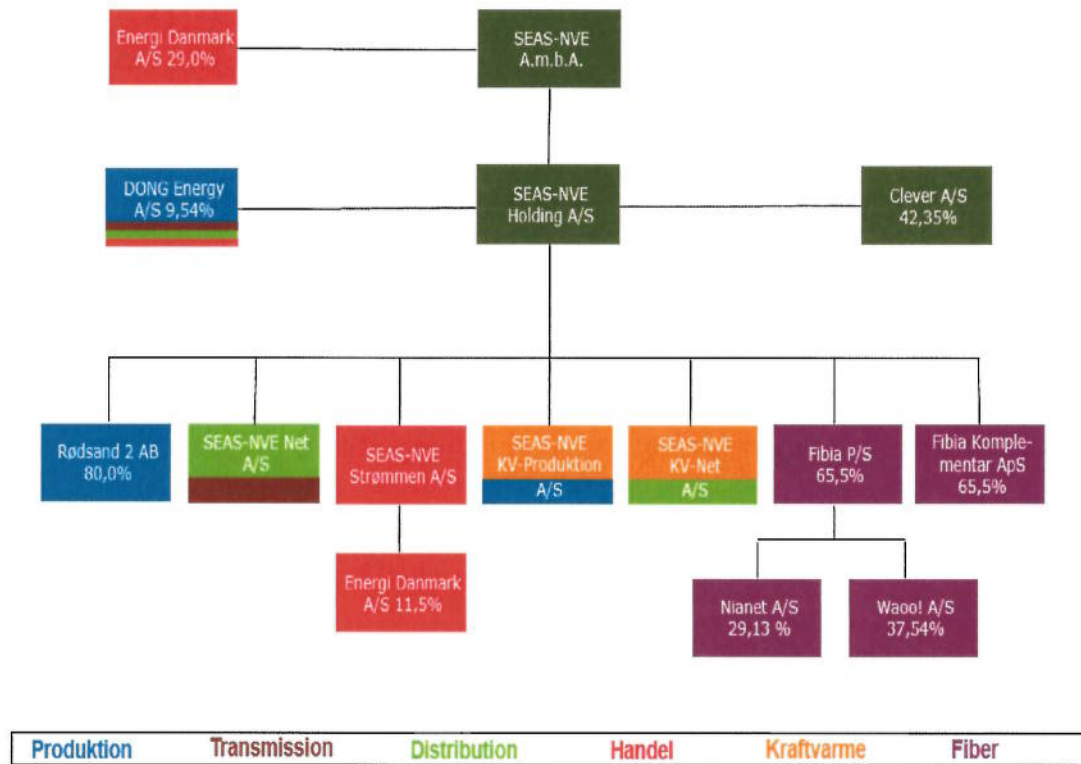 Energi Danmark
A/S 29,0%
SEAS-NVE
A.m.b.A.
DONG Energy
A/S 9,54%
SEAS-NVE
Holding A/S
Clever A/S
42,35%
Rødsand 2 AB
80,0%
SEAS-NVE Net
A/S
SEAS-NVE
Strømmen A/S
SEAS-NVE
KV-Produktion
A/S
SEAS-NVE
KV-Net
A/S
Fibia P/S
65,5%
Fibia Komple-
mentar ApS
65,5%
Energi Danmark
A/S 11,5%
Nianet A/S
29,13 %
Waoo! A/S
37,54%
Produktion Transmission Distribution Handel Kraftvarme Fiber